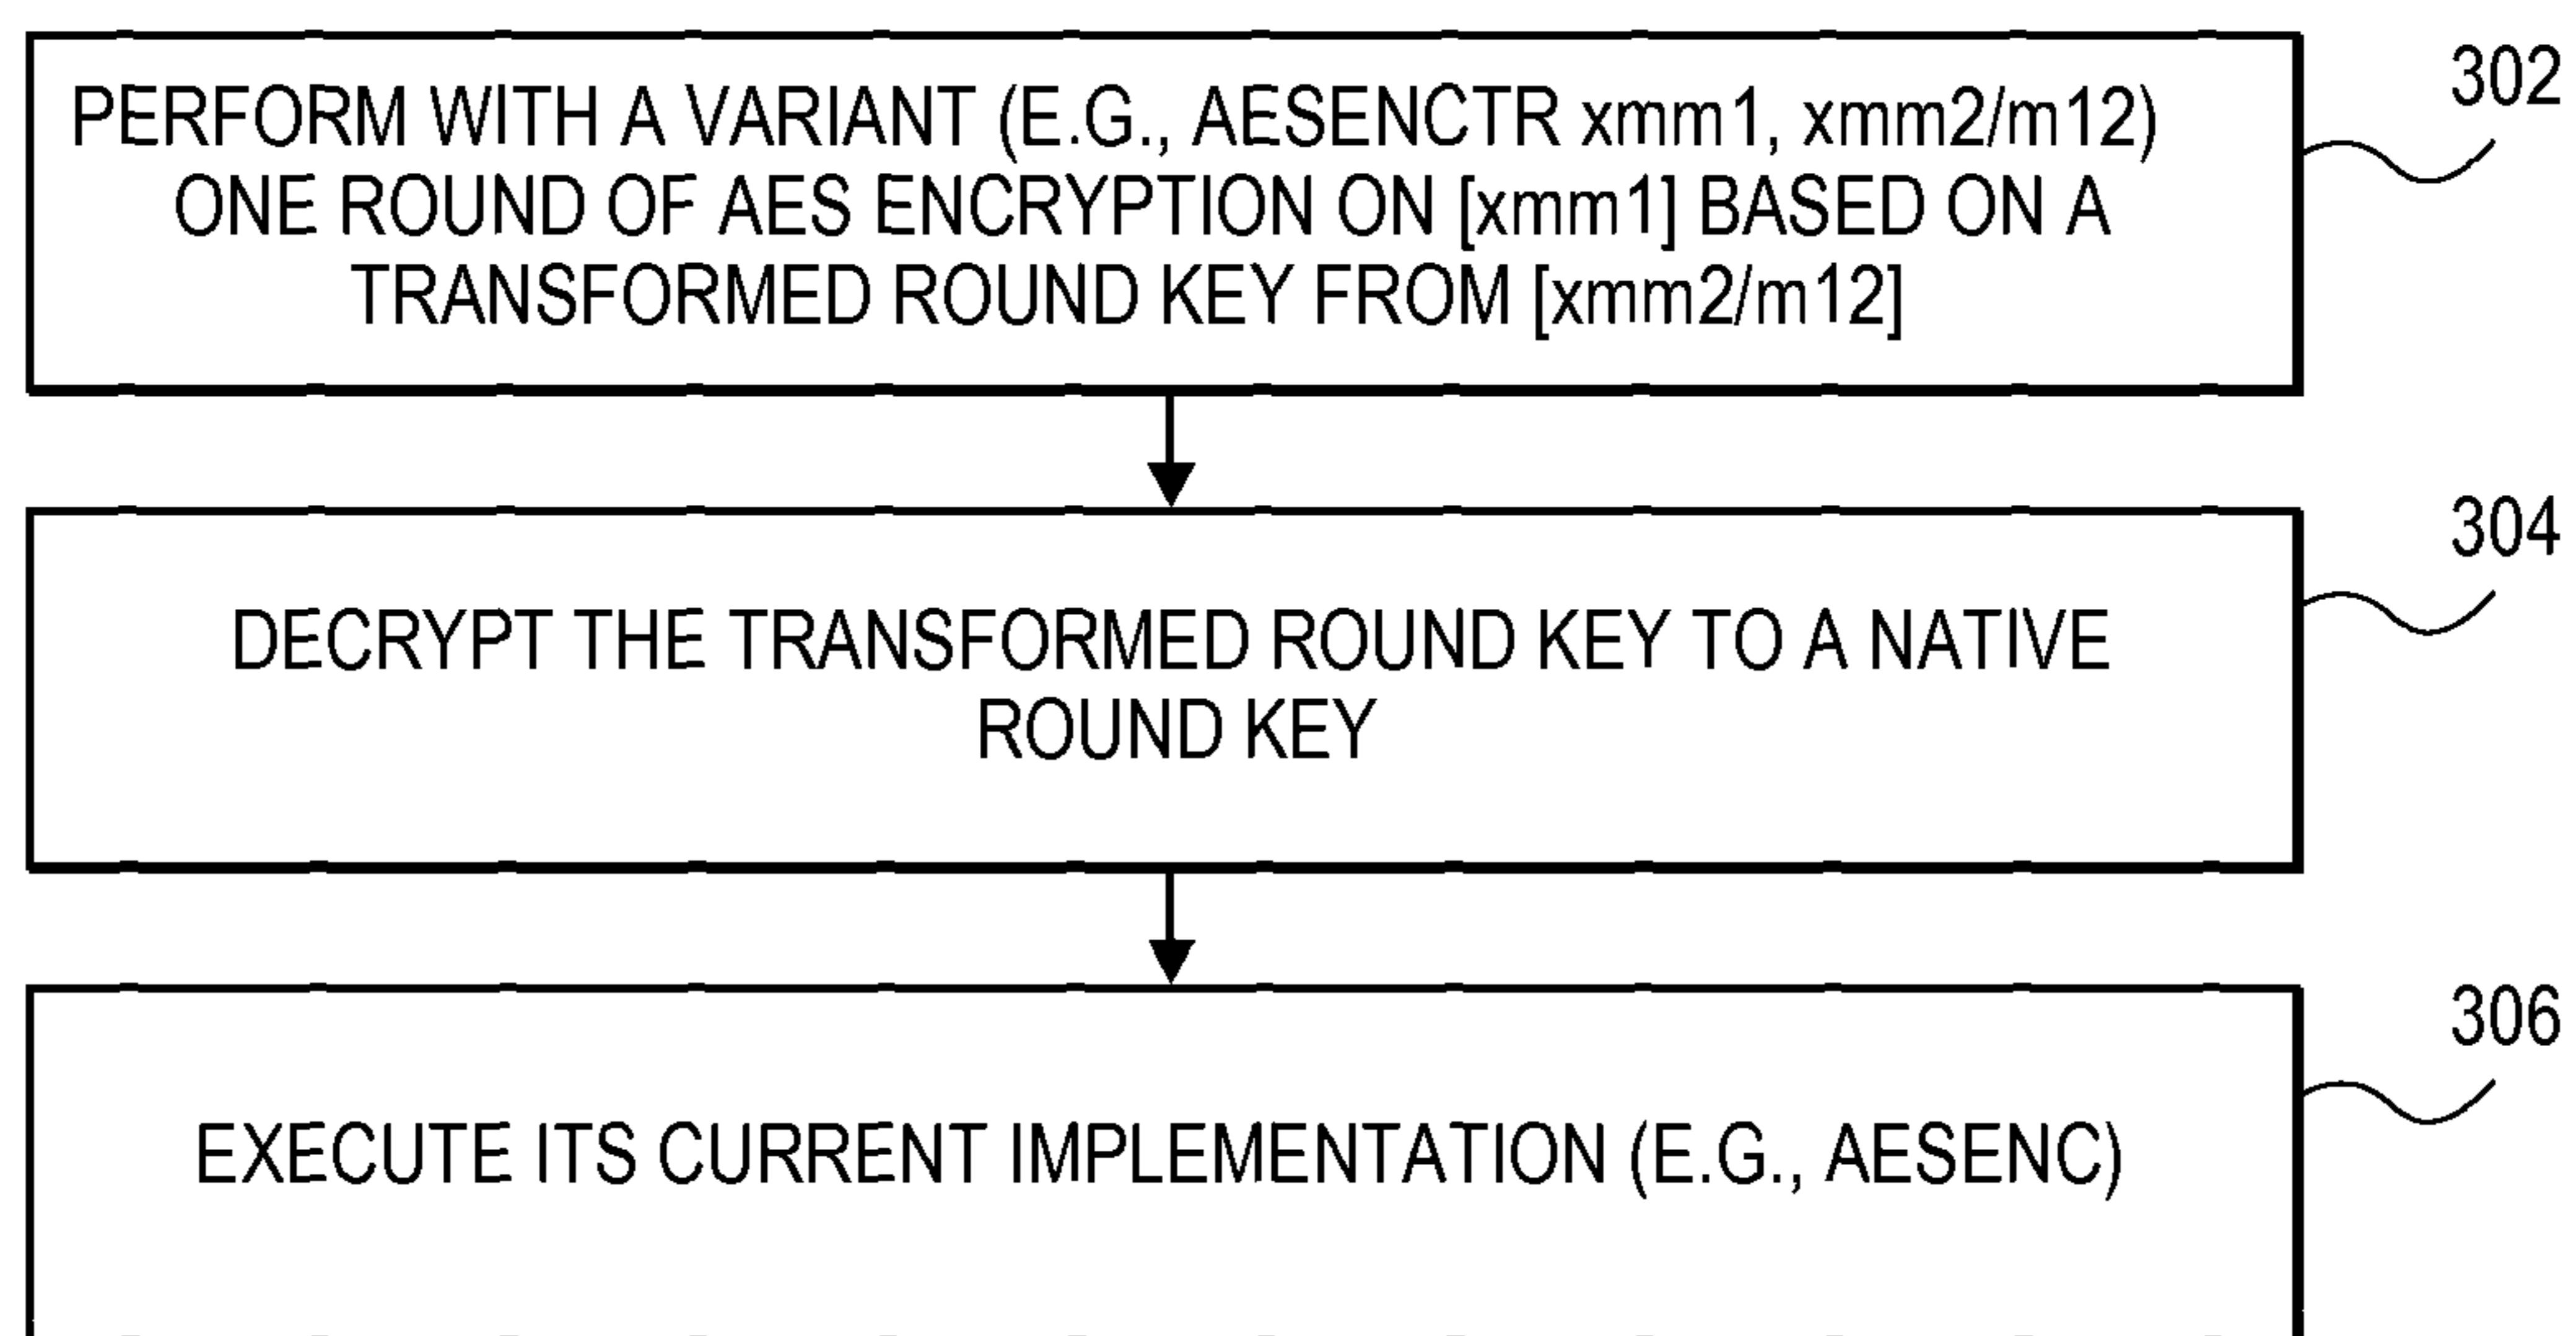 PERFORM WITH A VARIANT (E.G., AESENCTR xmm1, xmm2/m12)
ONE ROUND OF AES ENCRYPTION ON [xmm1] BASED ON A
TRANSFORMED ROUND KEY FROM [xmm2/m12]
302
DECRYPT THE TRANSFORMED ROUND KEY TO A NATIVE
ROUND KEY
304
EXECUTE ITS CURRENT IMPLEMENTATION (E.G., AESENC)
306